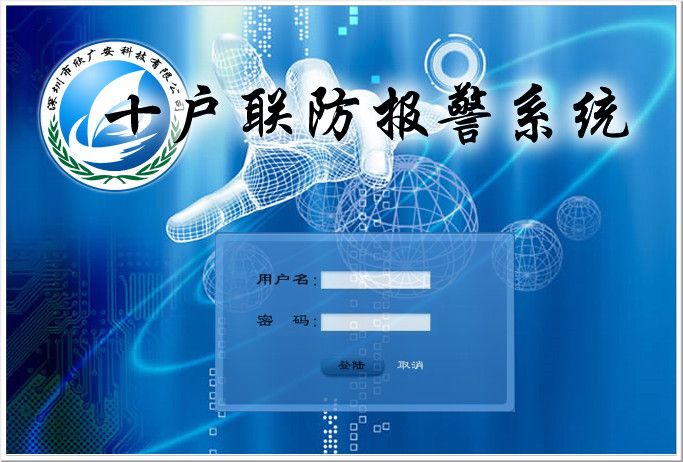 深圳市欣广安科技有限公司
十户联防报警系统
用户名:
密 码:
登陆 取消